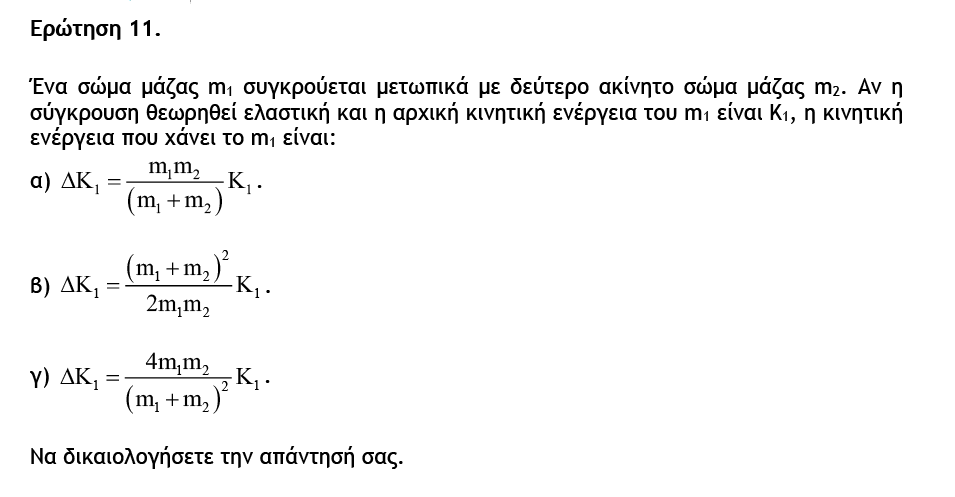 Ερώτηση 11.
Ένα σώμα μάζας m₁ συγκρούεται μετωπικά με δεύτερο ακίνητο σώμα μάζας m₂. Αν η
σύγκρουση θεωρηθεί ελαστική και η αρχική κινητική ενέργεια του m₁ είναι K₁, η κινητική
ενέργεια που χάνει το m₁ είναι:
α) ΔK₁ = m₁m₂ / (m₁ + m₂) K₁.
β) ΔK₁ = (m₁ + m₂)² / 2m₁m₂ K₁.
γ) ΔK₁ = 4m₁m₂ / (m₁ + m₂)² K₁.
Να δικαιολογήσετε την απάντησή σας.